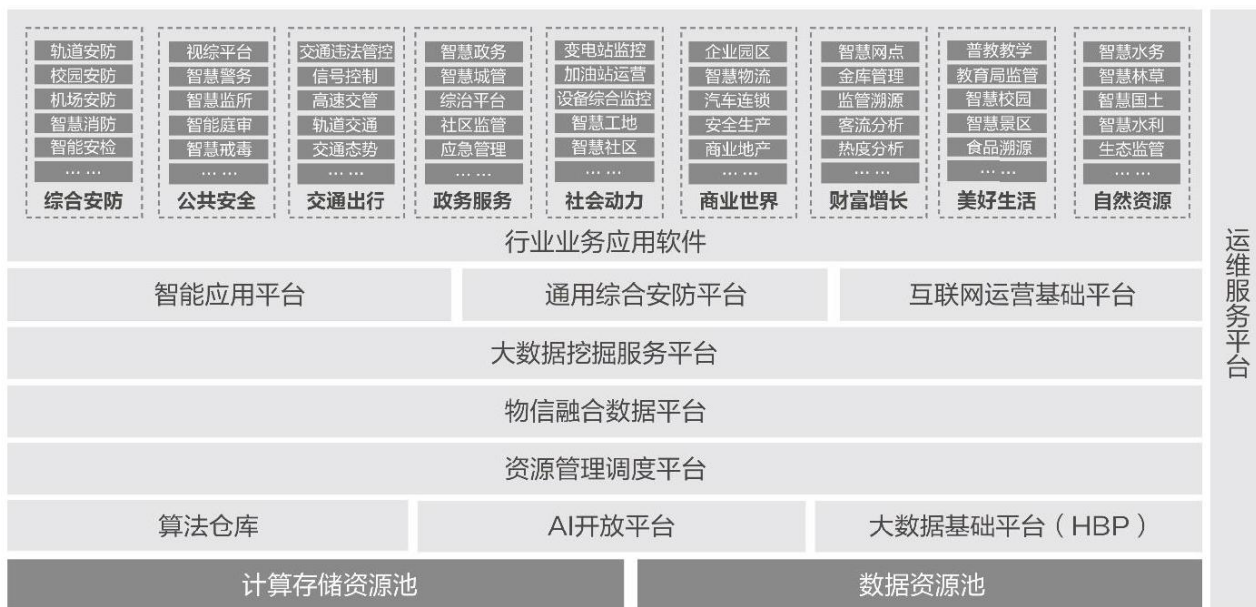 轨道安防
校园安防
机场安防
智慧消防
智能安检
… …
综合安防
视综平台
智慧警务
智慧监所
智能庭审
智慧戒毒
… …
公共安全
交通违法管控
信号控制
高速交管
轨道交通
交通态势
… …
交通出行
智慧政务
智慧城管
综治平台
社区监管
应急管理
… …
政务服务
变电站监控
加油站运营
设备综合监控
智慧工地
智慧社区
… …
社会动力
企业园区
智慧物流
汽车连锁
安全生产
商业地产
… …
商业世界
智慧网点
金库管理
监管溯源
客流分析
热度分析
… …
财富增长
普教教学
教育局监管
智慧校园
智慧景区
食品溯源
… …
美好生活
智慧水务
智慧林草
智慧国土
智慧水利
生态监管
… …
自然资源
行业业务应用软件
智能应用平台
通用综合安防平台
互联网运营基础平台
大数据挖掘服务平台
物信融合数据平台
资源管理调度平台
算法仓库
AI开放平台
大数据基础平台（HBP）
计算存储资源池
数据资源池
运维服务平台